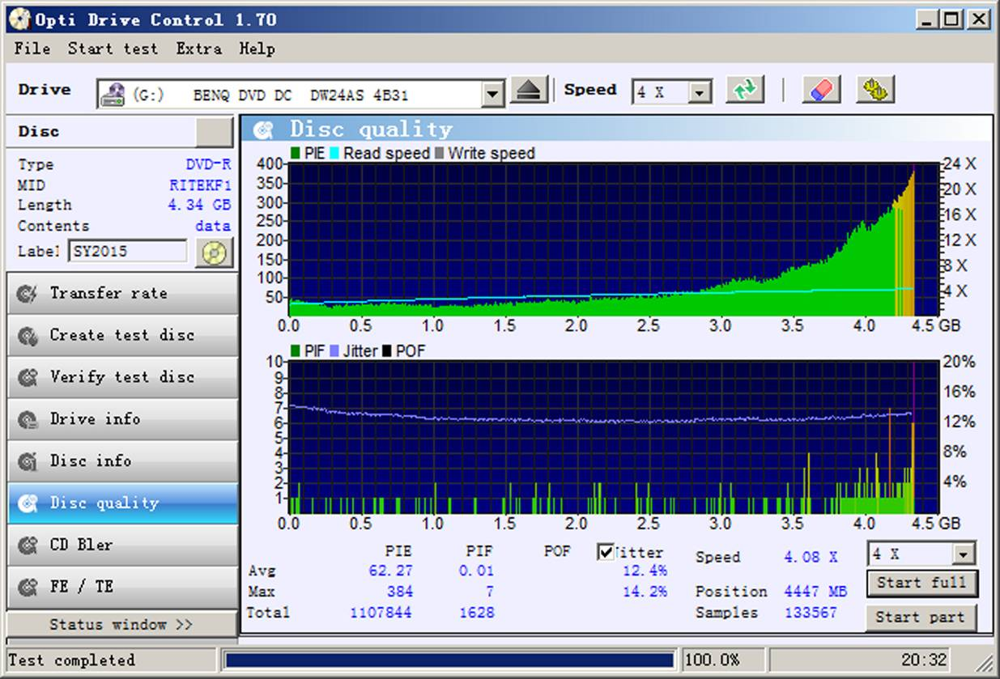 Opti Drive Control 1.70
File Start test Extra Help
Drive (G:) BENQ DVD DC DW24AS 4B31 Speed 4 X
Disc
Type DVD-R
MID RITEKF1
Length 4.34 GB
Contents data
Label SY2015
Transfer rate
Create test disc
Verify test disc
Drive info
Disc info
Disc quality
CD Bler
FE / TE
Status window >>
Disc quality
PIE Read speed Write speed
400 24 X
350 20 X
300 16 X
250
200 12 X
150 8 X
100 4 X
50
0.0 0.5 1.0 1.5 2.0 2.5 3.0 3.5 4.0 4.5 GB
PIF Jitter POF
10 20%
9
8 16%
7
6 12%
5
4 8%
3
2 4%
1
0.0 0.5 1.0 1.5 2.0 2.5 3.0 3.5 4.0 4.5 GB
PIE PIF POF Jitter
Avg 62.27 0.01 12.4%
Max 384 7 14.2%
Total 1107844 1628
Speed 4.08 X
Position 4447 MB
Samples 133567
4 X
Start full
Start part
Test completed 100.0% 20:32